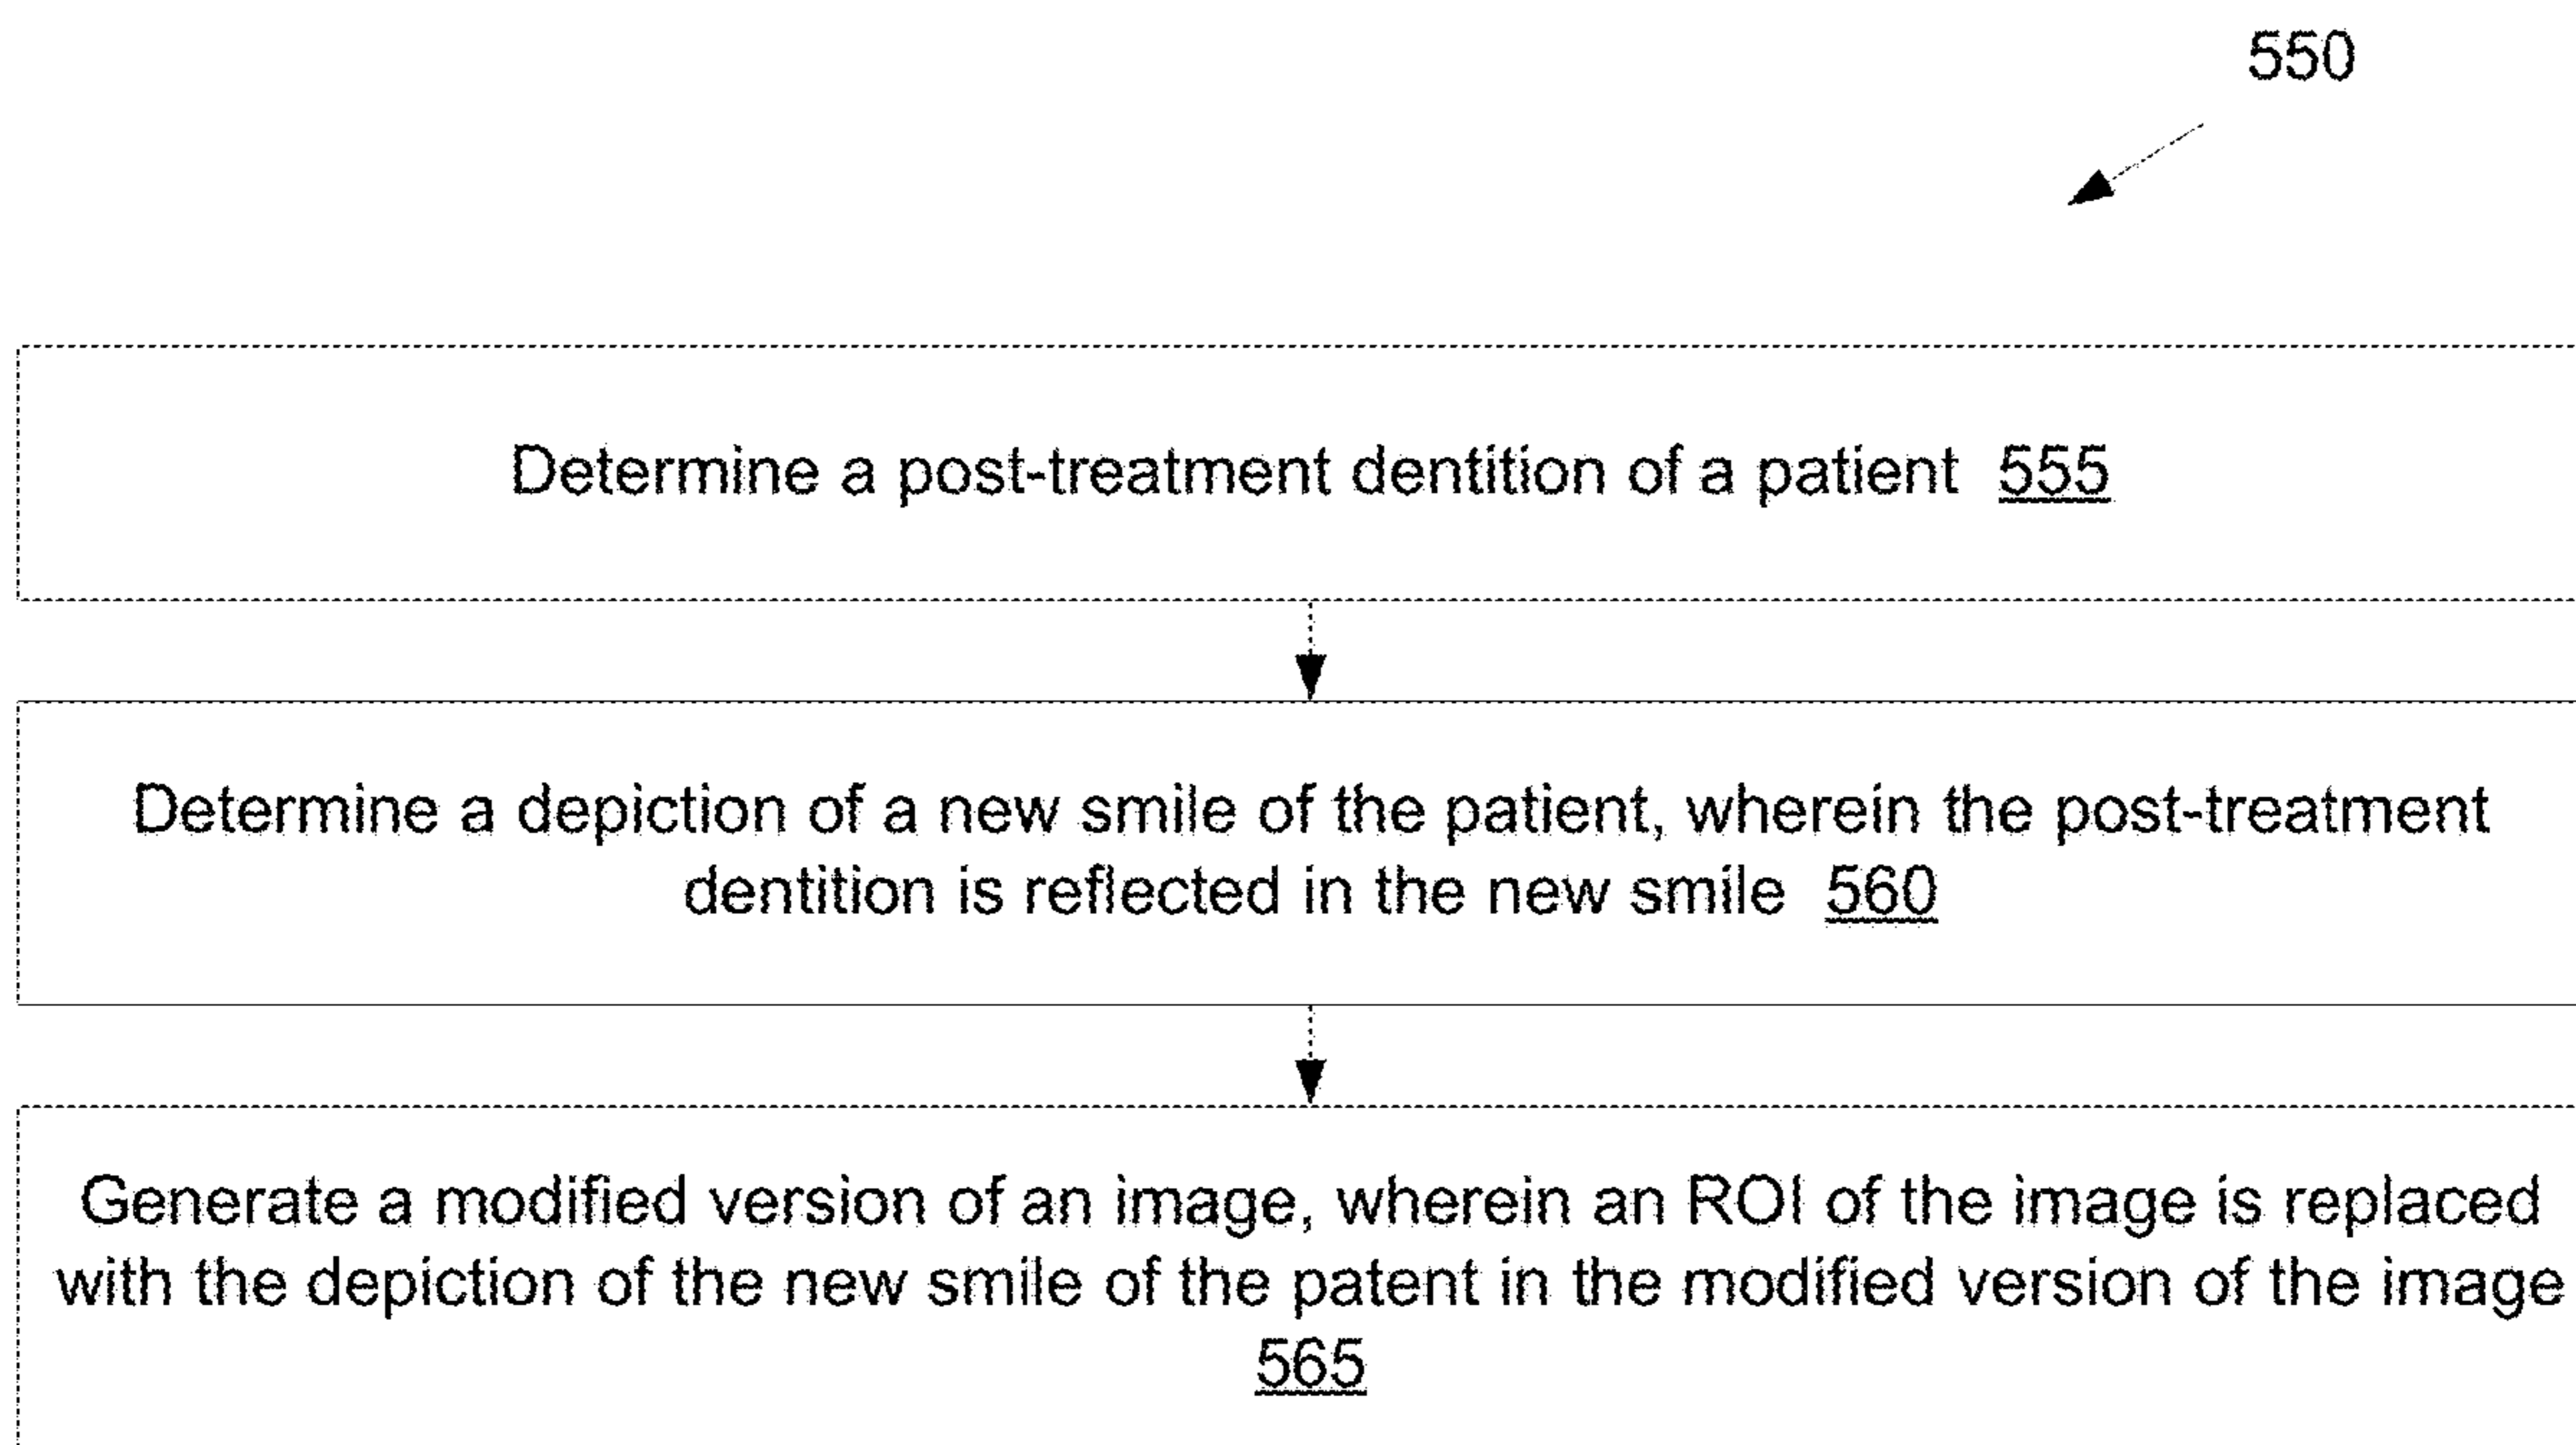 550
Determine a post-treatment dentition of a patient 555
Determine a depiction of a new smile of the patient, wherein the post-treatment
dentition is reflected in the new smile 560
Generate a modified version of an image, wherein an ROI of the image is replaced
with the depiction of the new smile of the patent in the modified version of the image
565